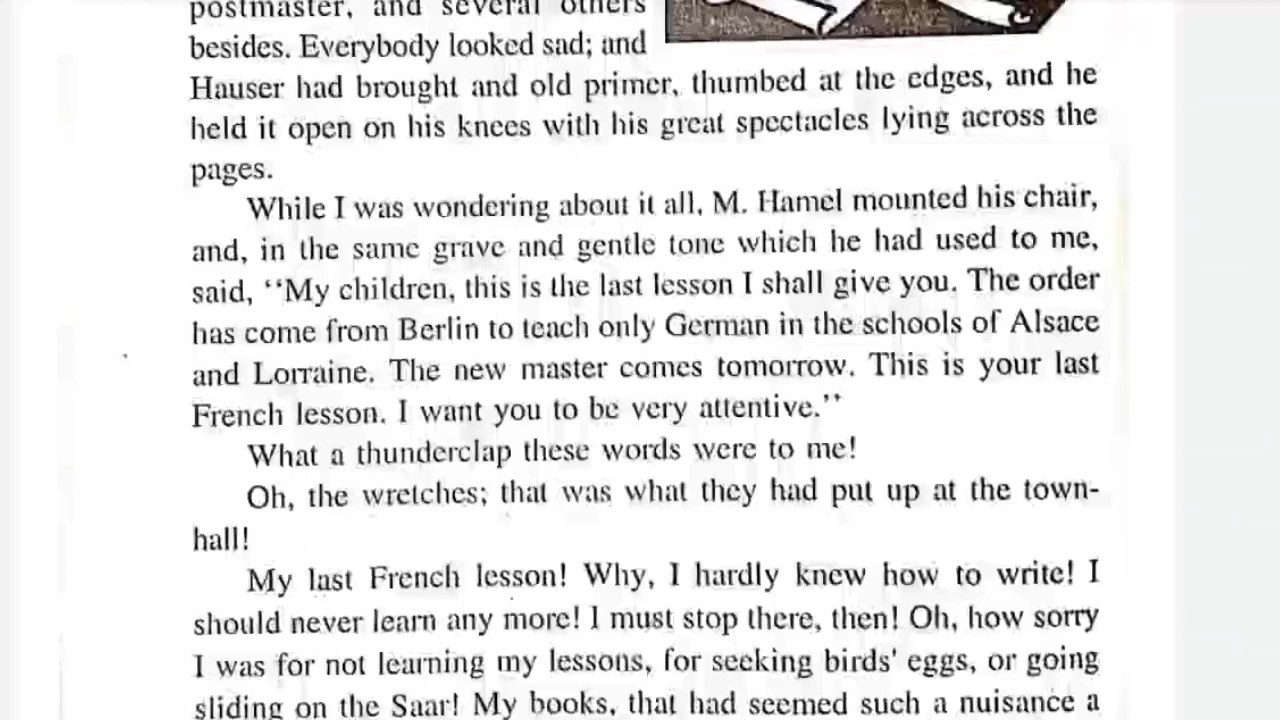 postmaster, and several others
besides. Everybody looked sad; and
Hauser had brought and old primer, thumbed at the edges, and he
held it open on his knees with his great spectacles lying across the
pages.
While I was wondering about it all, M. Hamel mounted his chair,
and, in the same grave and gentle tone which he had used to me,
said, “My children, this is the last lesson I shall give you. The order
has come from Berlin to teach only German in the schools of Alsace
and Lorraine. The new master comes tomorrow. This is your last
French lesson. I want you to be very attentive.”
What a thunderclap these words were to me!
Oh, the wretches; that was what they had put up at the town-
hall!
My last French lesson! Why, I hardly knew how to write! I
should never learn any more! I must stop there, then! Oh, how sorry
I was for not learning my lessons, for seeking birds' eggs, or going
sliding on the Saar! My books, that had seemed such a nuisance a